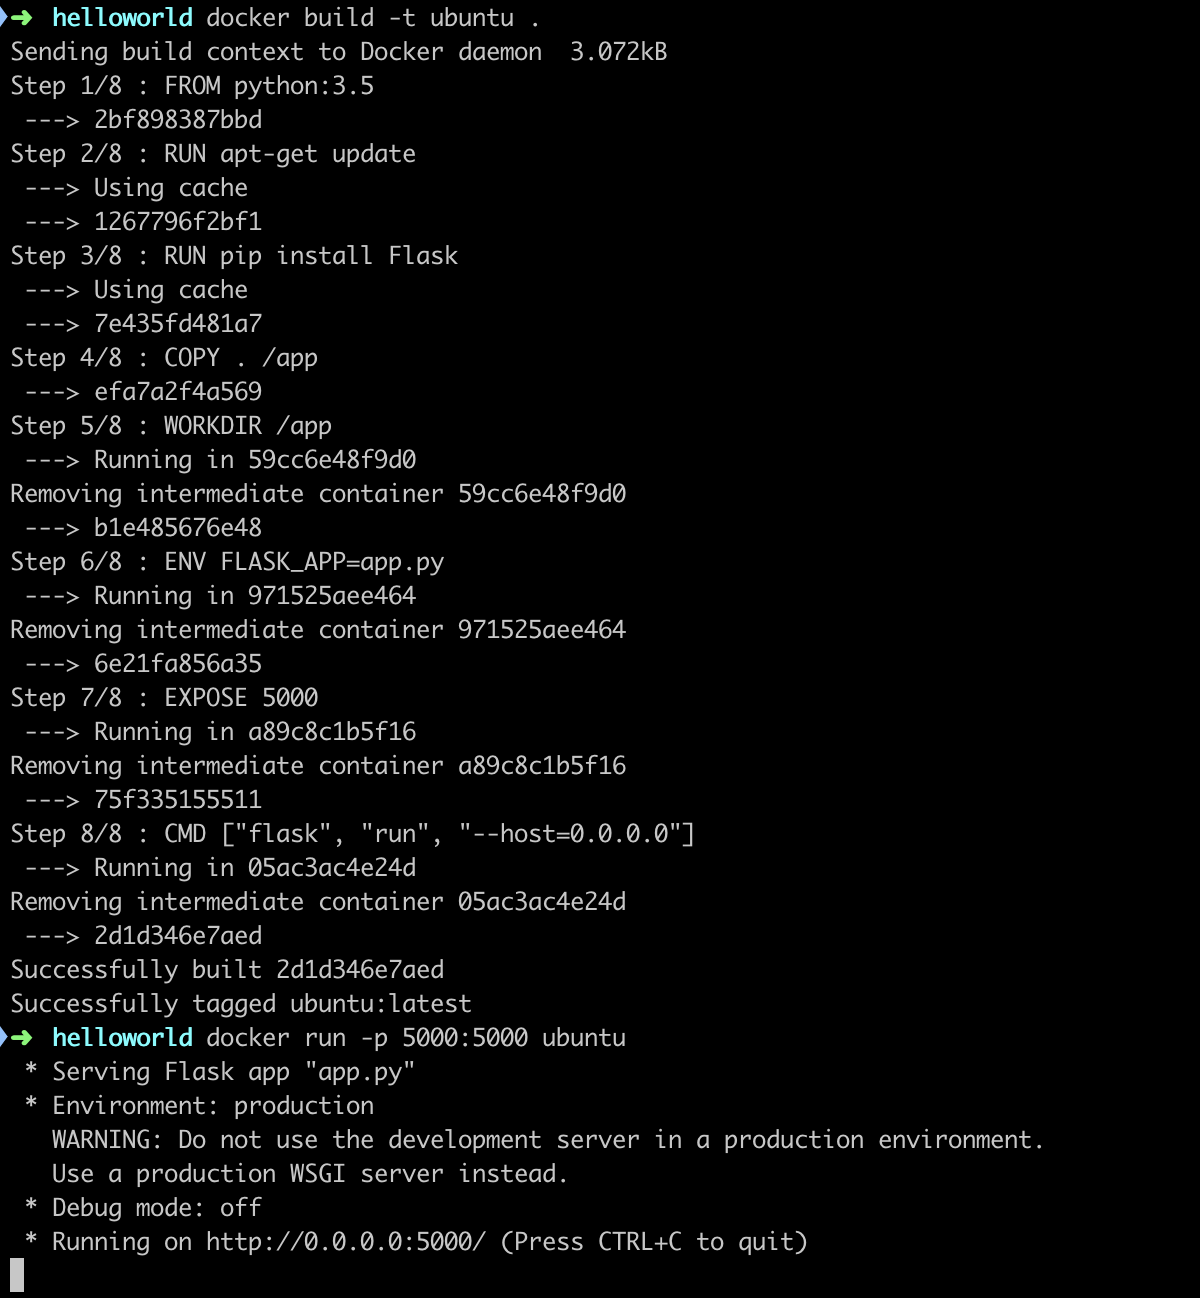 ➜ helloworld docker build -t ubuntu .
Sending build context to Docker daemon  3.072kB
Step 1/8 : FROM python:3.5
 ---> 2bf898387bbd
Step 2/8 : RUN apt-get update
 ---> Using cache
 ---> 1267796f2bf1
Step 3/8 : RUN pip install Flask
 ---> Using cache
 ---> 7e435fd481a7
Step 4/8 : COPY . /app
 ---> efa7a2f4a569
Step 5/8 : WORKDIR /app
 ---> Running in 59cc6e48f9d0
Removing intermediate container 59cc6e48f9d0
 ---> b1e485676e48
Step 6/8 : ENV FLASK_APP=app.py
 ---> Running in 971525aee464
Removing intermediate container 971525aee464
 ---> 6e21fa856a35
Step 7/8 : EXPOSE 5000
 ---> Running in a89c8c1b5f16
Removing intermediate container a89c8c1b5f16
 ---> 75f335155511
Step 8/8 : CMD ["flask", "run", "--host=0.0.0.0"]
 ---> Running in 05ac3ac4e24d
Removing intermediate container 05ac3ac4e24d
 ---> 2d1d346e7aed
Successfully built 2d1d346e7aed
Successfully tagged ubuntu:latest
➜ helloworld docker run -p 5000:5000 ubuntu
 * Serving Flask app "app.py"
 * Environment: production
   WARNING: Do not use the development server in a production environment.
   Use a production WSGI server instead.
 * Debug mode: off
 * Running on http://0.0.0.0:5000/ (Press CTRL+C to quit)